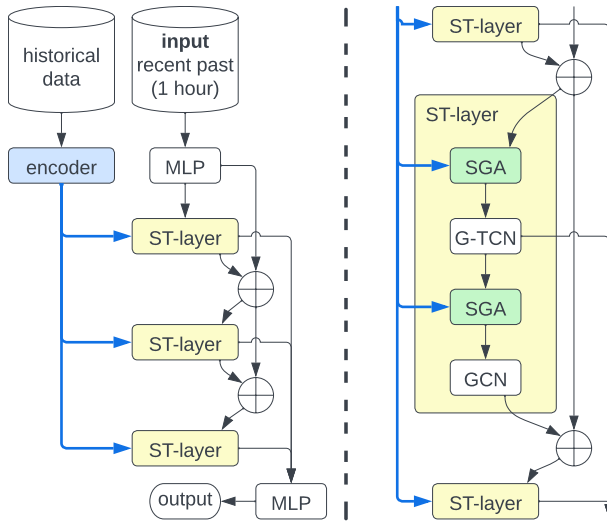 historical
data
input
recent past
(1 hour)
encoder
MLP
ST-layer
ST-layer
ST-layer
output
MLP
ST-layer
ST-layer
SGA
G-TCN
SGA
GCN
ST-layer